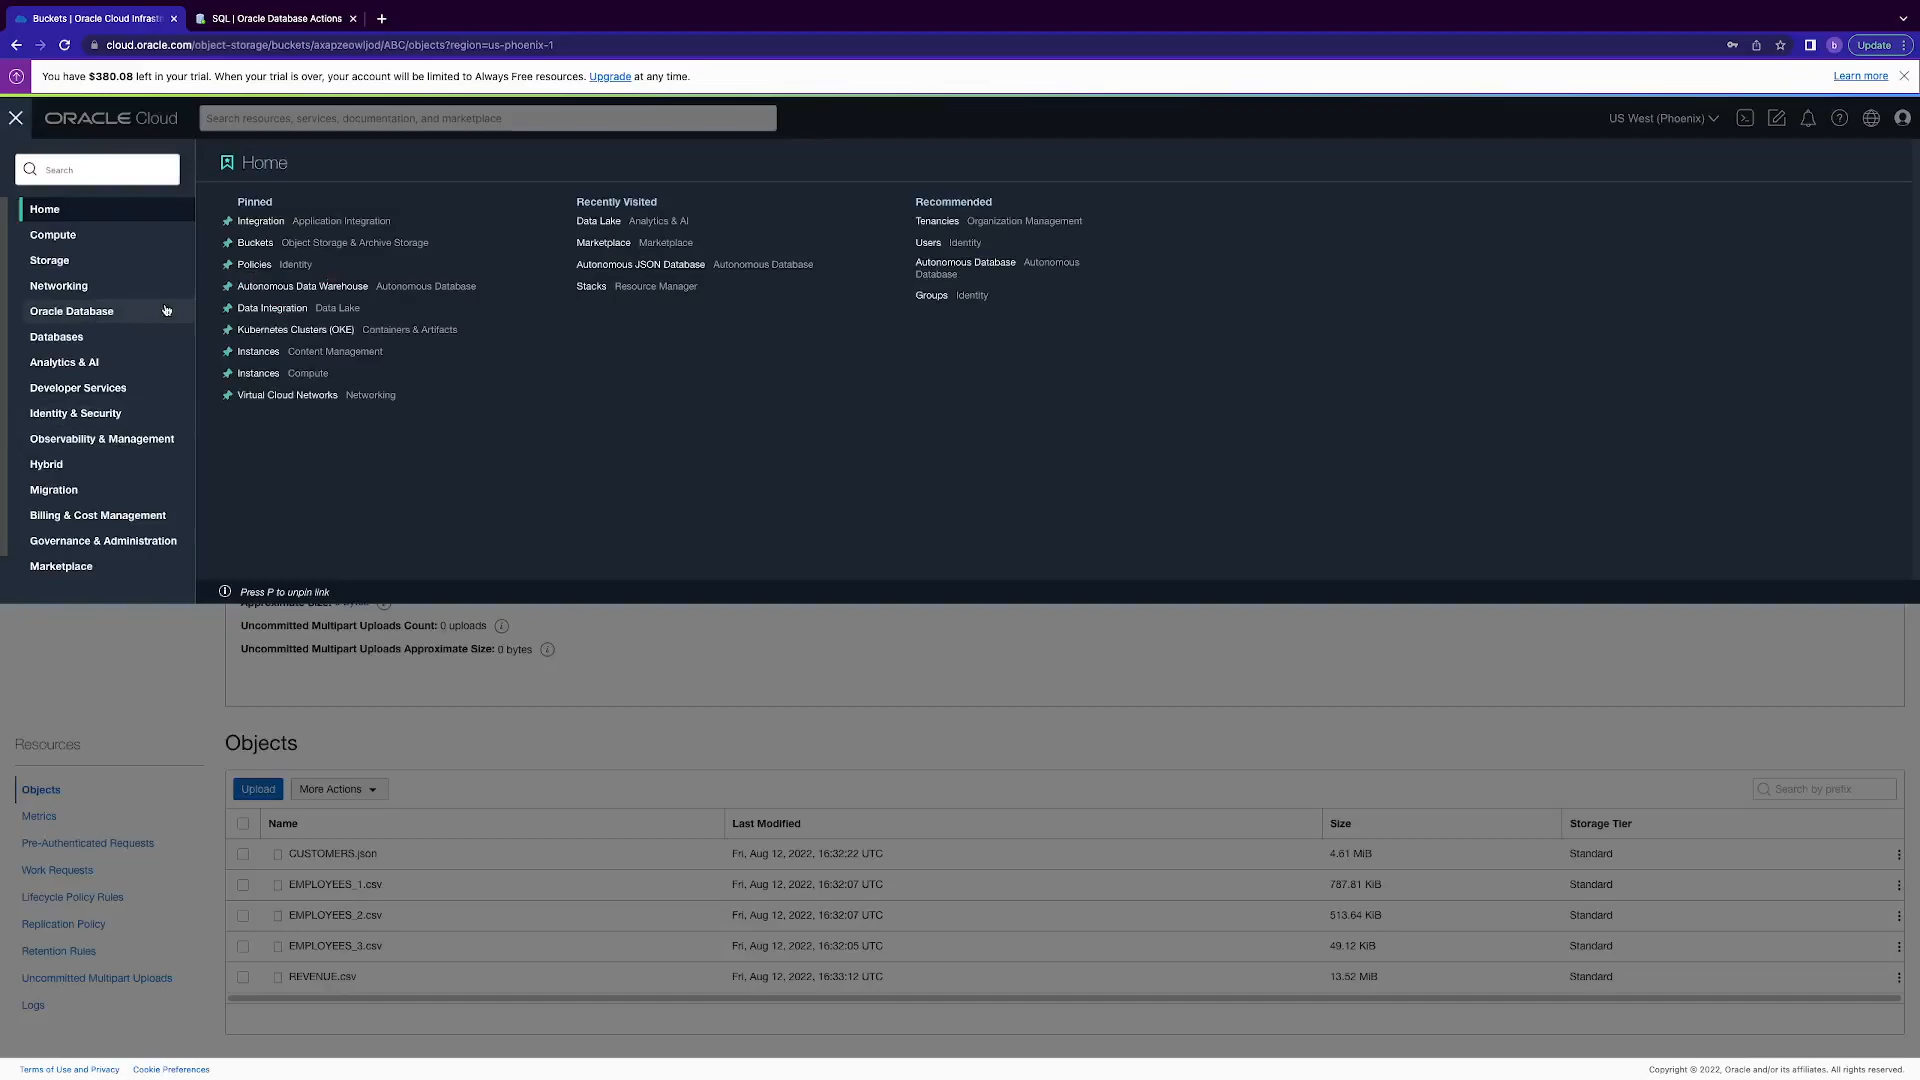 Buckets | Oracle Cloud Infrastr
SQL | Oracle Database Actions
cloud.oracle.com/object-storage/buckets/axapzeowljod/ABC/objects?region=us-phoenix-1
b
Update
You have $380.08 left in your trial. When your trial is over, your account will be limited to Always Free resources. Upgrade at any time.
Learn more
ORACLE Cloud
Search resources, services, documentation, and marketplace
US West (Phoenix)
Search
Home
Compute
Storage
Networking
Oracle Database
Databases
Analytics & AI
Developer Services
Identity & Security
Observability & Management
Hybrid
Migration
Billing & Cost Management
Governance & Administration
Marketplace
Home
Pinned
Integration Application Integration
Buckets Object Storage & Archive Storage
Policies Identity
Autonomous Data Warehouse Autonomous Database
Data Integration Data Lake
Kubernetes Clusters (OKE) Containers & Artifacts
Instances Content Management
Instances Compute
Virtual Cloud Networks Networking
Recently Visited
Data Lake Analytics & AI
Marketplace Marketplace
Autonomous JSON Database Autonomous Database
Stacks Resource Manager
Recommended
Tenancies Organization Management
Users Identity
Autonomous Database Autonomous
Database
Groups Identity
Press P to unpin link
Approximate Size: 0 bytes
Uncommitted Multipart Uploads Count: 0 uploads
Uncommitted Multipart Uploads Approximate Size: 0 bytes
Resources
Objects
Metrics
Pre-Authenticated Requests
Work Requests
Lifecycle Policy Rules
Replication Policy
Retention Rules
Uncommitted Multipart Uploads
Logs
Objects
Upload
More Actions
Search by prefix
Name Last Modified Size Storage Tier
CUSTOMERS.json Fri, Aug 12, 2022, 16:32:22 UTC 4.61 MiB Standard
EMPLOYEES_1.csv Fri, Aug 12, 2022, 16:32:07 UTC 787.81 KiB Standard
EMPLOYEES_2.csv Fri, Aug 12, 2022, 16:32:07 UTC 513.64 KiB Standard
EMPLOYEES_3.csv Fri, Aug 12, 2022, 16:32:05 UTC 49.12 KiB Standard
REVENUE.csv Fri, Aug 12, 2022, 16:33:12 UTC 13.52 MiB Standard
Terms of Use and Privacy Cookie Preferences
Copyright © 2022, Oracle and/or its affiliates. All rights reserved.